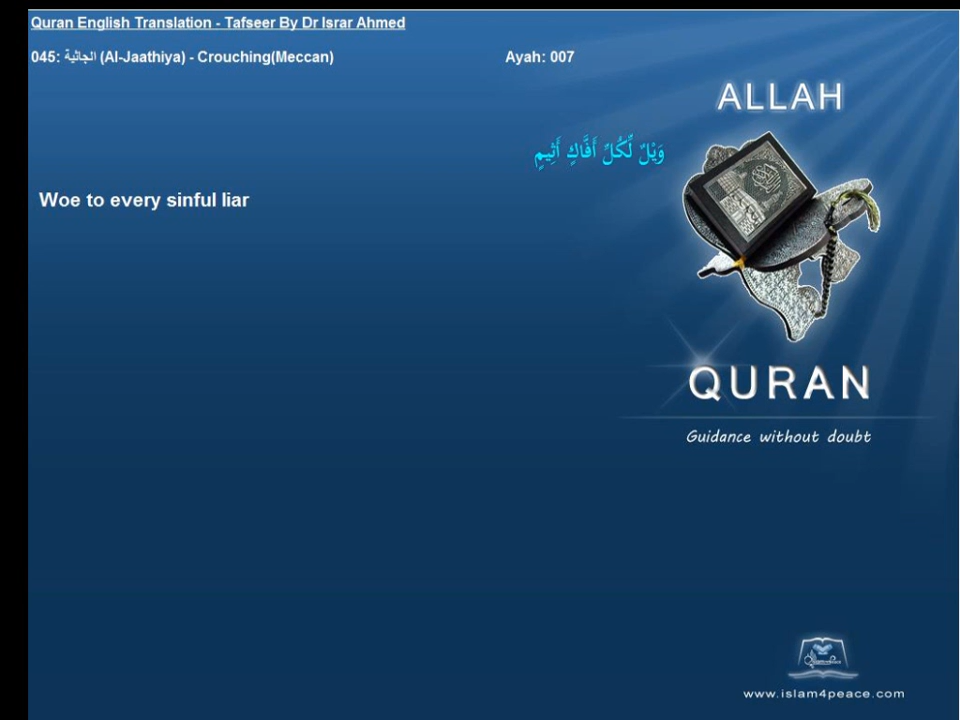 Quran English Translation - Tafseer By Dr Israr Ahmed
045: الجاثية (Al-Jaathiya) - Crouching(Meccan)
Ayah: 007
ALLAH
وَيْلٌ لِّكُلِّ أَفَّاكٍ أَثِيمٍ
Woe to every sinful liar
QURAN
Guidance without doubt
www.islam4peace.com